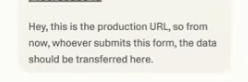 Hey, this is the production URL, so from
now, whoever submits this form, the data
should be transferred here.